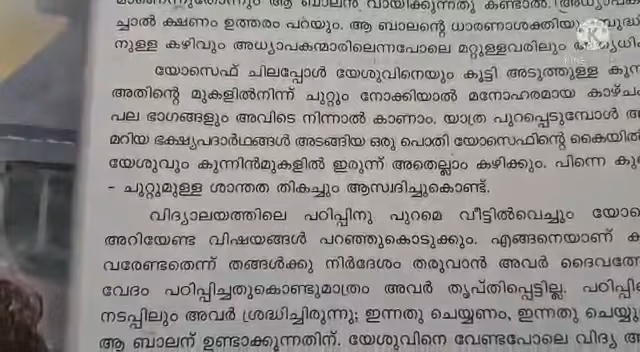 ആ ബാലൻ വായിക്കുന്നതു കണ്ടാൽ.
ച്ചാൽ ക്ഷണം ഉത്തരം പറയും. ആ ബാലന്റെ ധാരണാശക്തിയും
നുള്ള കഴിവും അധ്യാപകന്മാരിലെന്നപോലെ മറ്റുള്ളവരിലും
യോസെഫ് ചിലപ്പോൾ യേശുവിനെയും കൂട്ടി അടുത്തുള്ള
അതിന്റെ മുകളിൽനിന്ന് ചുറ്റും നോക്കിയാൽ മനോഹരമായ
പല ഭാഗങ്ങളും അവിടെ നിന്നാൽ കാണാം. യാത്ര പുറപ്പെടുമ്പോൾ
മറിയ ഭക്ഷ്യപദാർഥങ്ങൾ അടങ്ങിയ ഒരു പൊതി യോസെഫിന്റെ കൈയിൽ
യേശുവും കുന്നിൻമുകളിൽ ഇരുന്ന് അതെല്ലാം കഴിക്കും. പിന്നെ
– ചുറ്റുമുള്ള ശാന്തത തികച്ചും ആസ്വദിച്ചുകൊണ്ട്.
വിദ്യാലയത്തിലെ പഠിപ്പിനു പുറമെ വീട്ടിൽവെച്ചും
അറിയേണ്ട വിഷയങ്ങൾ പറഞ്ഞുകൊടുക്കും. എങ്ങനെയാണ്
വരേണ്ടതെന്ന് തങ്ങൾക്കു നിർദേശം തരുവാൻ അവർ
വേദം പഠിപ്പിച്ചതുകൊണ്ടുമാത്രം അവർ തൃപ്തിപ്പെട്ടില്ല.
നടപ്പിലും അവർ ശ്രദ്ധിച്ചിരുന്നു; ഇന്നതു ചെയ്യണം, ഇന്നതു
ആ ബാലന് ഉണ്ടാക്കുന്നതിന്. യേശുവിനെ വേണ്ടപോലെ വിദ്യ